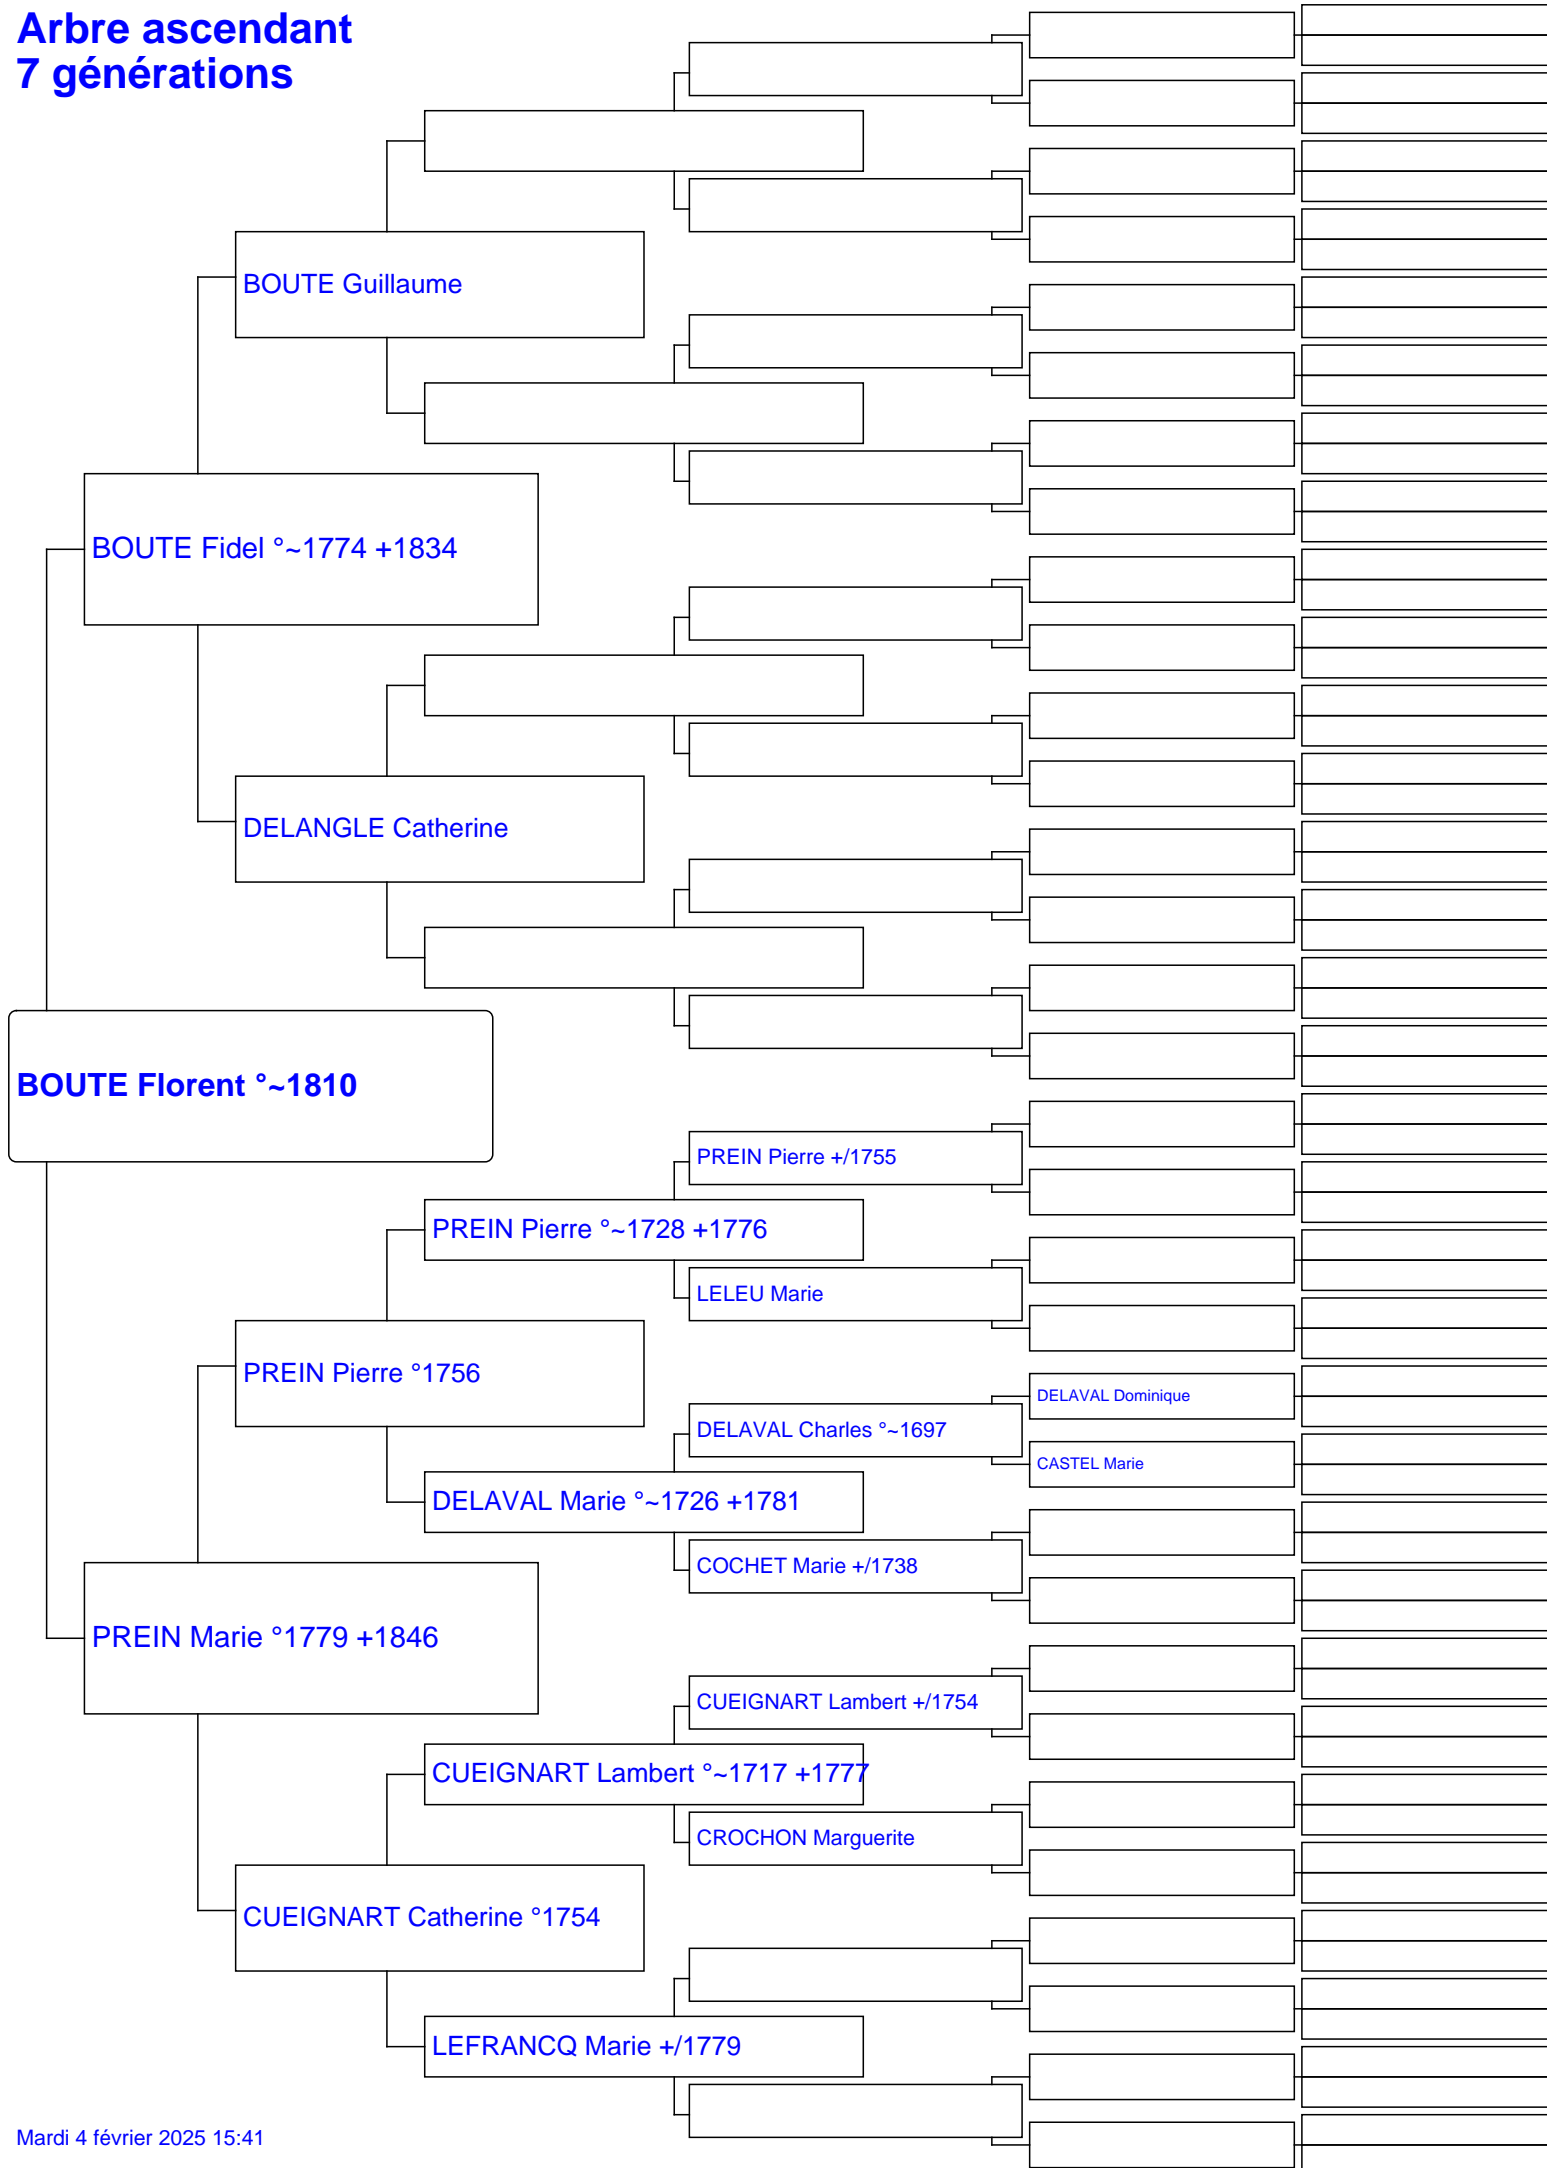 Arbre ascendant
7 générations
BOUTE Guillaume
BOUTE Fidel °~1774 +1834
DELANGLE Catherine
BOUTE Florent °~1810
PREIN Pierre +/1755
PREIN Pierre °~1728 +1776
LELEU Marie
PREIN Pierre °1756
DELAVAL Dominique
DELAVAL Charles °~1697
CASTEL Marie
DELAVAL Marie °~1726 +1781
COCHET Marie +/1738
PREIN Marie °1779 +1846
CUEIGNART Lambert +/1754
CUEIGNART Lambert °~1717 +1777
CROCHON Marguerite
CUEIGNART Catherine °1754
LEFRANCQ Marie +/1779
Mardi 4 février 2025 15:41